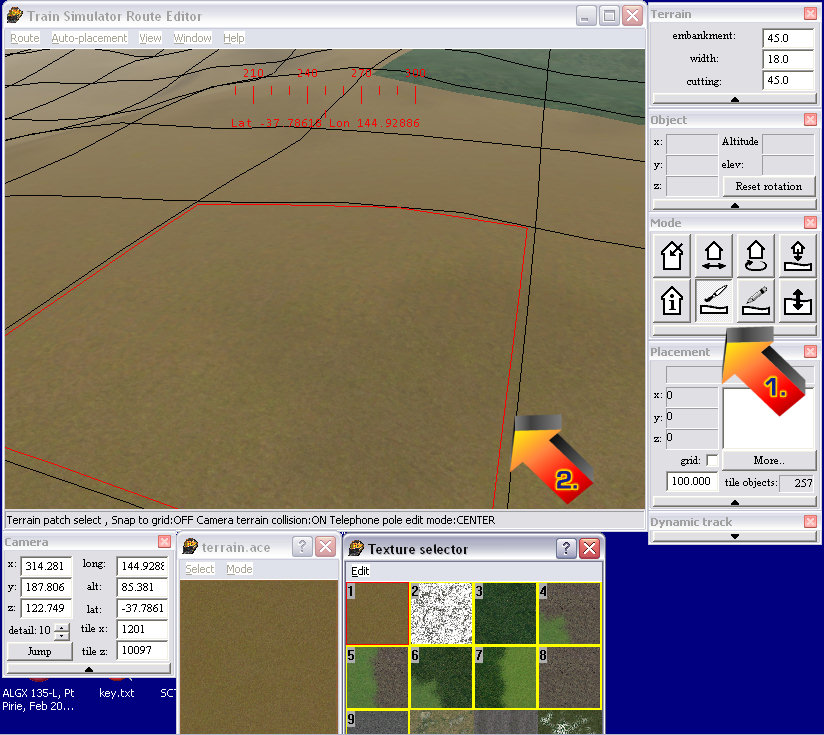 Train Simulator Route Editor
Route Auto-placement View Window Help
210 240 270 300
Lat -37.78618 Lon 144.92886
2.
Terrain patch select , Snap to grid:OFF Camera terrain collision:ON Telephone pole edit mode:CENTER
Terrain
embankment: 45.0
width: 18.0
cutting: 45.0
Object
x: Altitude
y: elev:
z: Reset rotation
Mode
1.
Placement
x: 0
y: 0
z: 0
grid: More..
100.000 tile objects: 257
Dynamic track
Camera
x: 314.281 long: 144.928
y: 187.806 alt: 85.381
z: 122.749 lat: -37.7861
detail: 10 tile x: 1201
Jump tile z: 10097
ALGX 135-L, Pt
Pirie, Feb 20...
key.txt
SCT
terrain.ace ?
Select Mode
Texture selector ?
Edit
1 2 3 4
5 6 7 8
9